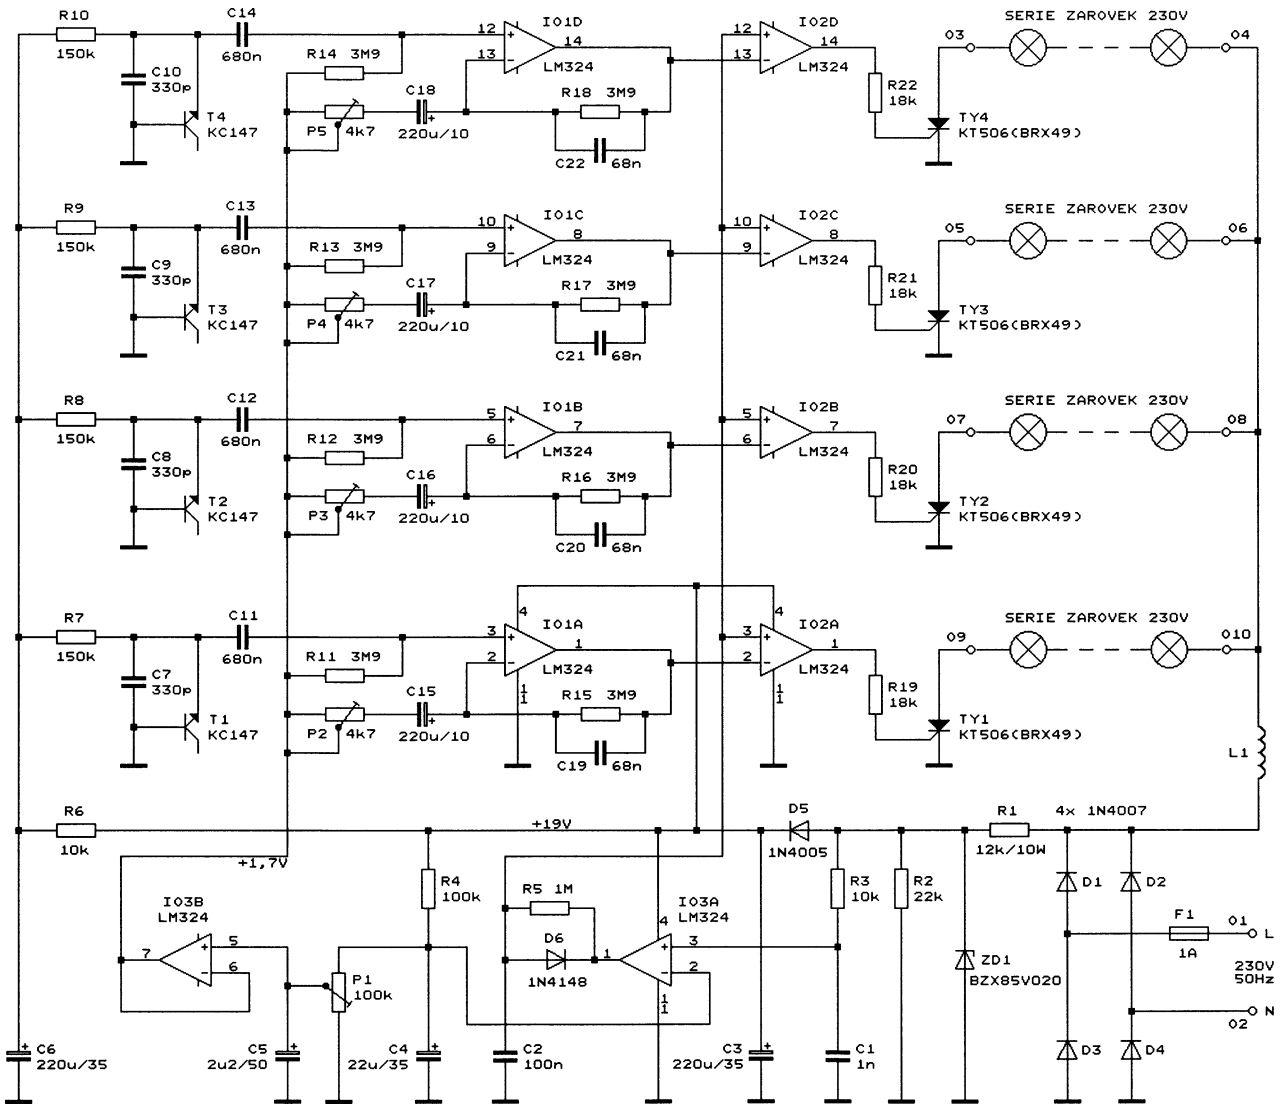 R10
C14
IO1D
IO2D
SERIE ZAROVEK 230V
150k
680n
12
14
12
14
O3
O4
R14 3M9
13
LM324
13
LM324
C10
330p
C18
R18 3M9
R22
18k
T4
KC147
P5 4k7
220u/10
TY4
KT506(BRX49)
C22 68n
R9
C13
IO1C
IO2C
SERIE ZAROVEK 230V
150k
680n
10
8
10
8
O5
O6
R13 3M9
9
LM324
9
LM324
C9
330p
C17
R17 3M9
R21
18k
T3
KC147
P4 4k7
220u/10
TY3
KT506(BRX49)
C21 68n
R8
C12
IO1B
IO2B
SERIE ZAROVEK 230V
150k
680n
5
7
5
7
O7
O8
R12 3M9
6
LM324
6
LM324
C8
330p
C16
R16 3M9
R20
18k
T2
KC147
P3 4k7
220u/10
TY2
KT506(BRX49)
C20 68n
4
4
R7
C11
IO1A
IO2A
SERIE ZAROVEK 230V
150k
680n
3
1
3
1
O9
O10
R11 3M9
2
LM324
2
LM324
C7
330p
C15
11
R15 3M9
11
R19
18k
T1
KC147
P2 4k7
220u/10
TY1
KT506(BRX49)
C19 68n
L1
R6
10k
+19V
D5
1N4005
R1
12k/10W
4x 1N4007
+1,7V
R4
100k
R5 1M
IO3A
LM324
R3
10k
R2
22k
D1
D2
IO3B
LM324
4
F1
1A
O1
L
7
5
6
D6
1N4148
1
3
2
11
P1
100k
ZD1
BZX85V020
230V
50Hz
N
O2
C6
220u/35
C5
2u2/50
C4
22u/35
C2
100n
C3
220u/35
C1
1n
D3
D4